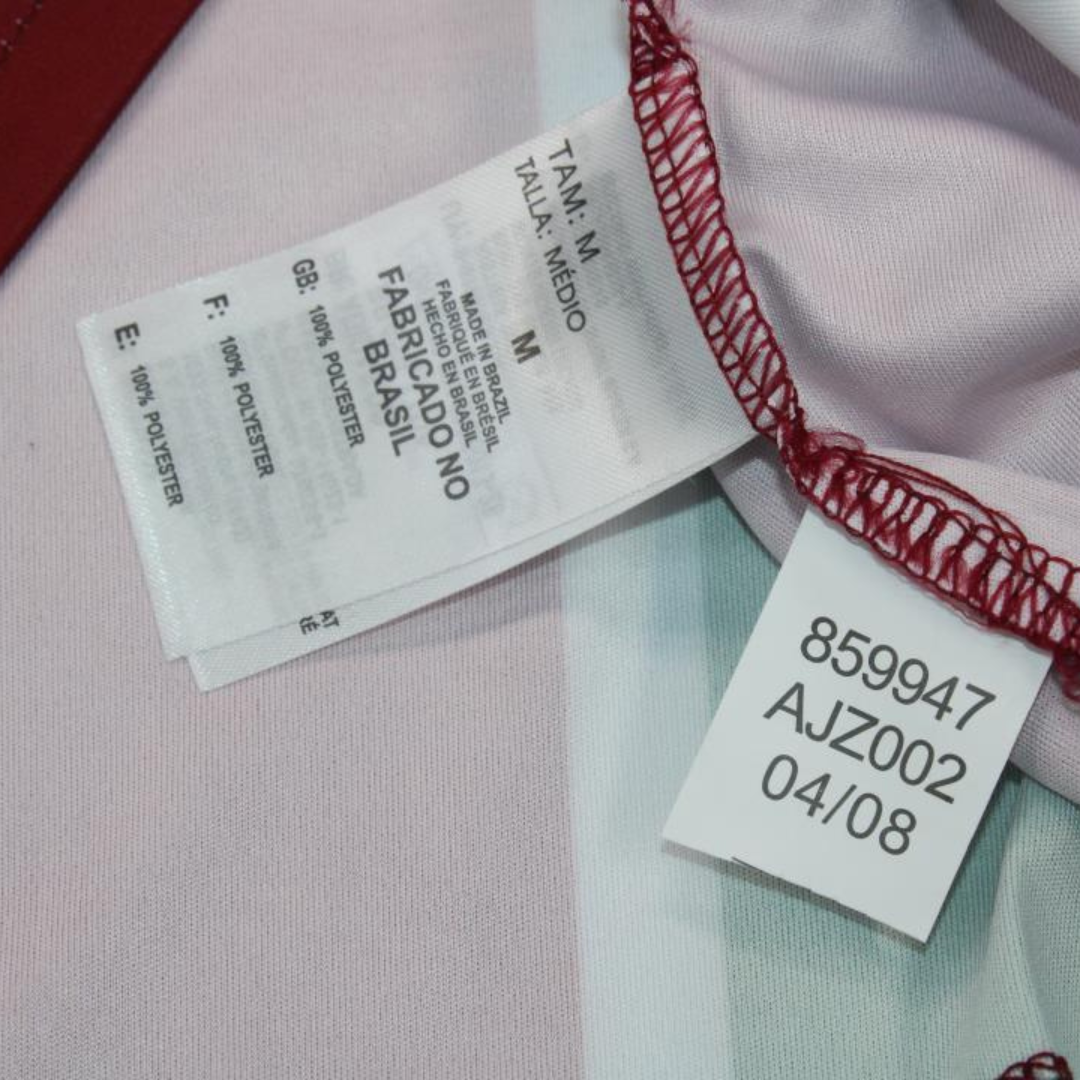 TAM: M
TALLA: MÉDIO
M
MADE IN BRAZIL
FABRIQUÉ EN BRÉSIL
HECHO EN BRASIL
FABRICADO NO
BRASIL
GB: 100% POLYESTER
F: 100% POLYESTER
E: 100% POLYESTER
859947
AJZ002
04/08